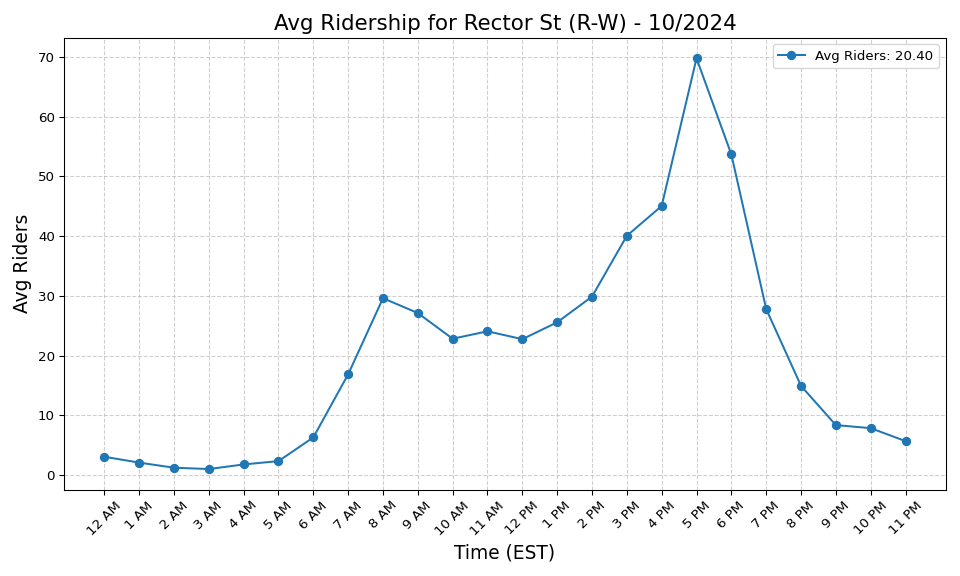 Avg Ridership for Rector St (R-W) - 10/2024
Avg Riders: 20.40
Avg Riders
70
60
50
40
30
20
10
0
12 AM
1 AM
2 AM
3 AM
4 AM
5 AM
6 AM
7 AM
8 AM
9 AM
10 AM
11 AM
12 PM
1 PM
2 PM
3 PM
4 PM
5 PM
6 PM
7 PM
8 PM
9 PM
10 PM
11 PM
Time (EST)